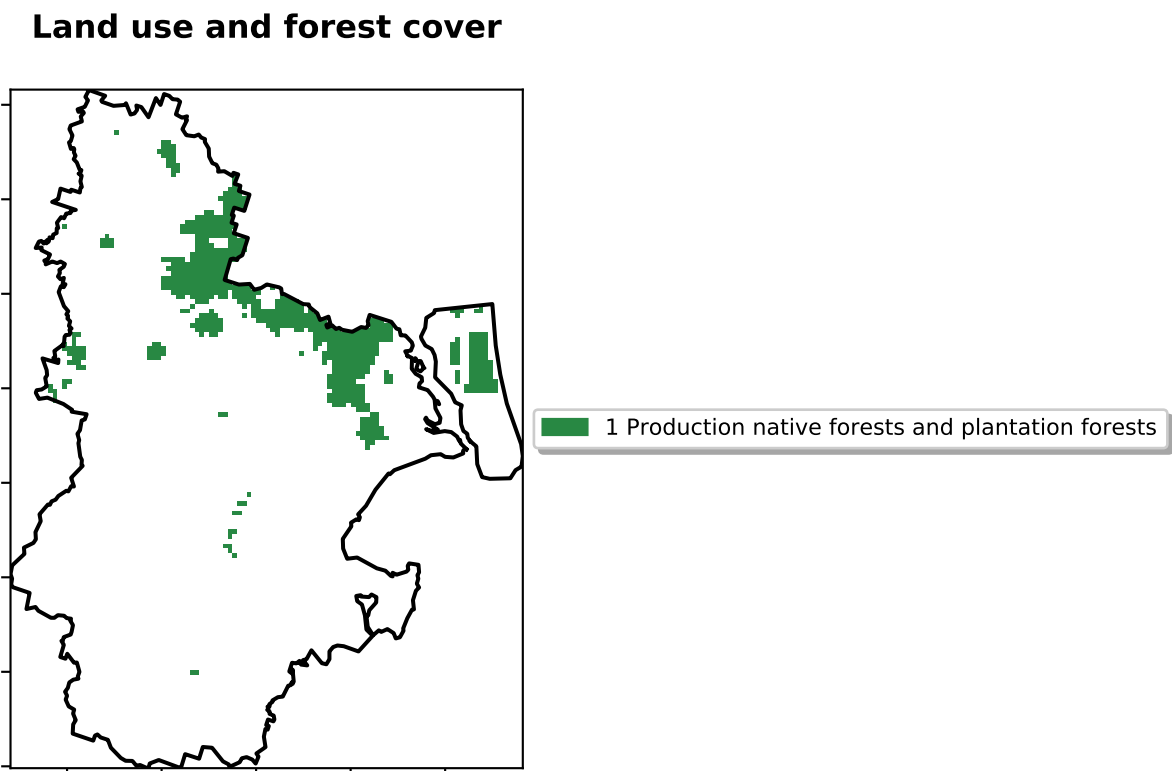 Land use and forest cover
1 Production native forests and plantation forests